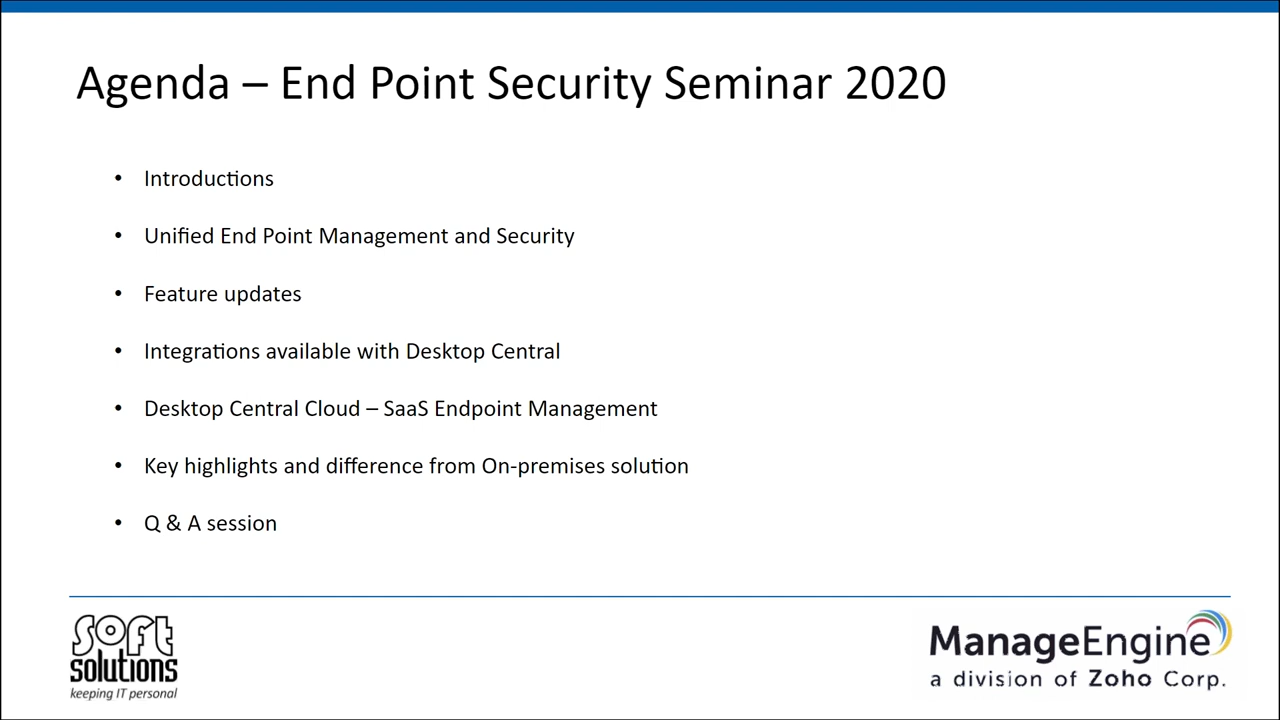 Agenda – End Point Security Seminar 2020
• Introductions
• Unified End Point Management and Security
• Feature updates
• Integrations available with Desktop Central
• Desktop Central Cloud – SaaS Endpoint Management
• Key highlights and difference from On-premises solution
• Q & A session
soft
solutions
keeping IT personal
ManageEngine
a division of Zoho Corp.